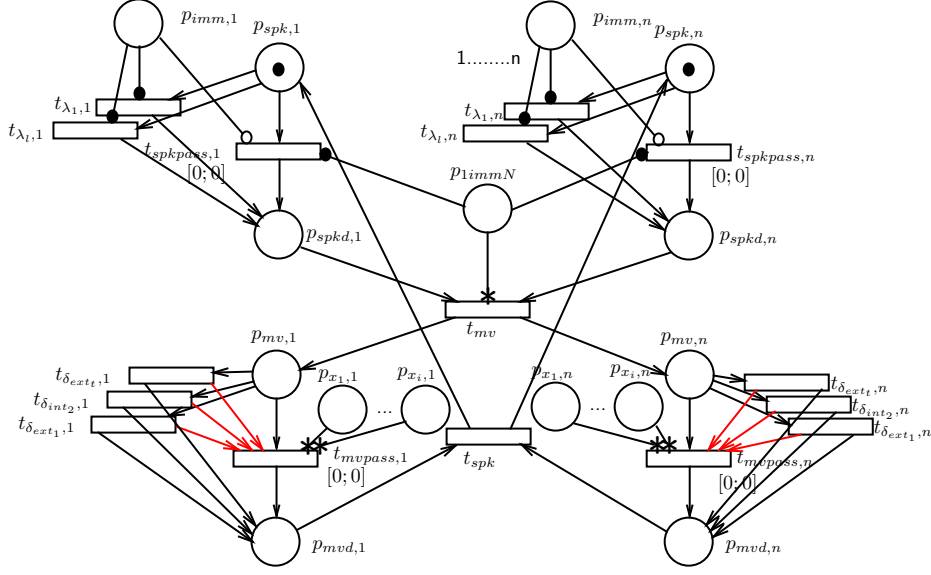 p_{imm,1}
p_{spk,1}
p_{imm,n}
p_{spk,n}
1........n
t_{λ_1},1
t_{λ_l},1
t_{λ_1},n
t_{λ_l},n
t_{spkpass,1}
[0; 0]
t_{spkpass,n}
[0; 0]
p_{1immN}
p_{spkd,1}
p_{spkd,n}
t_{mv}
p_{mv,1}
p_{mv,n}
t_{δ_{ext_t}},1
t_{δ_{int_2}},1
t_{δ_{ext_1}},1
p_{x_1},1
...
p_{x_i},1
p_{x_1},n
...
p_{x_i},n
t_{δ_{ext_t}},n
t_{δ_{int_2}},n
t_{δ_{ext_1}},n
t_{mvpass,1}
[0; 0]
t_{spk}
t_{mvpass,n}
[0; 0]
p_{mvd,1}
p_{mvd,n}